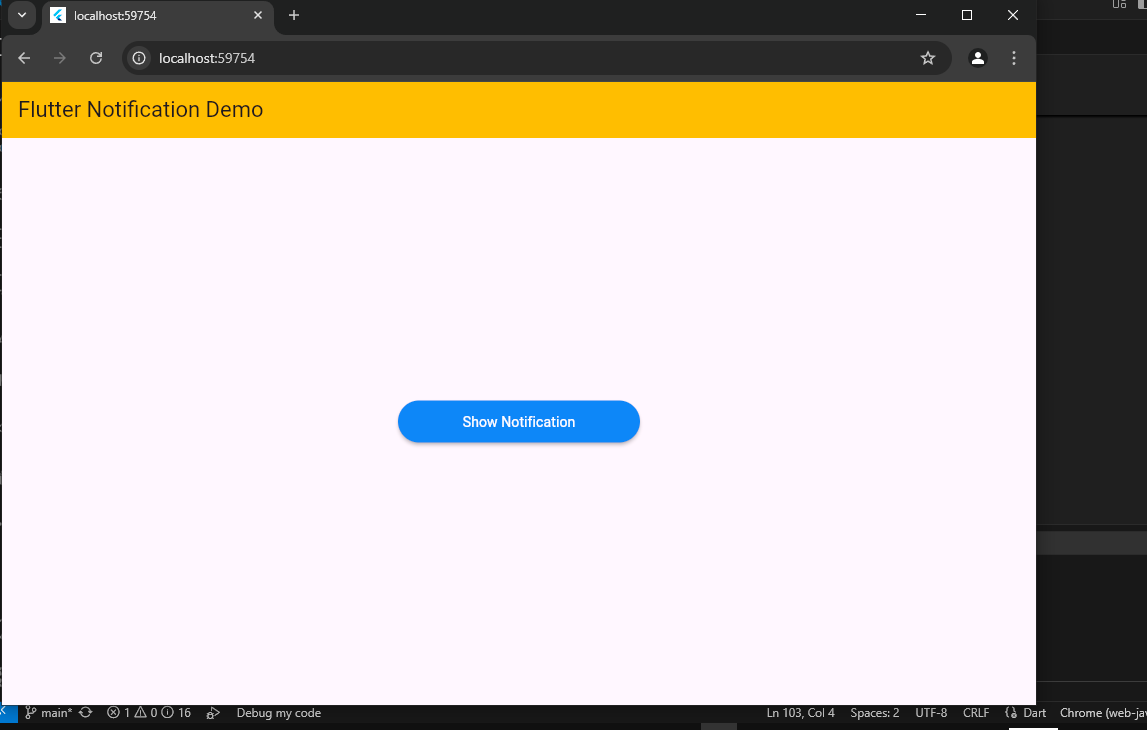 localhost:59754
localhost:59754
Flutter Notification Demo
Show Notification
main* 1 0 16 Debug my code Ln 103, Col 4 Spaces: 2 UTF-8 CRLF Dart Chrome (web-jav